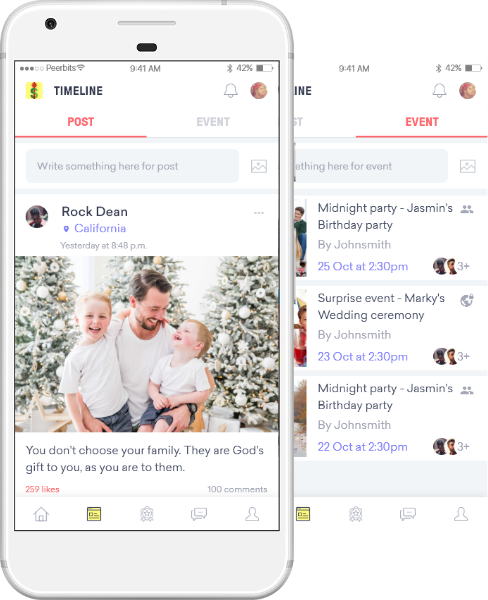 Peerbits 9:41 AM 42%
TIMELINE
POST EVENT
Write something here for post
Rock Dean
California
Yesterday at 8:48 p.m.
You don't choose your family. They are God's
gift to you, as you are to them.
259 likes 100 comments
9:41 AM 42%
INE
ST EVENT
ething here for event
Midnight party - Jasmin's
Birthday party
By Johnsmith
25 Oct at 2:30pm 3+
Surprise event - Marky's
Wedding ceremony
By Johnsmith
23 Oct at 2:30pm 3+
Midnight party - Jasmin's
Birthday party
By Johnsmith
22 Oct at 2:30pm 3+